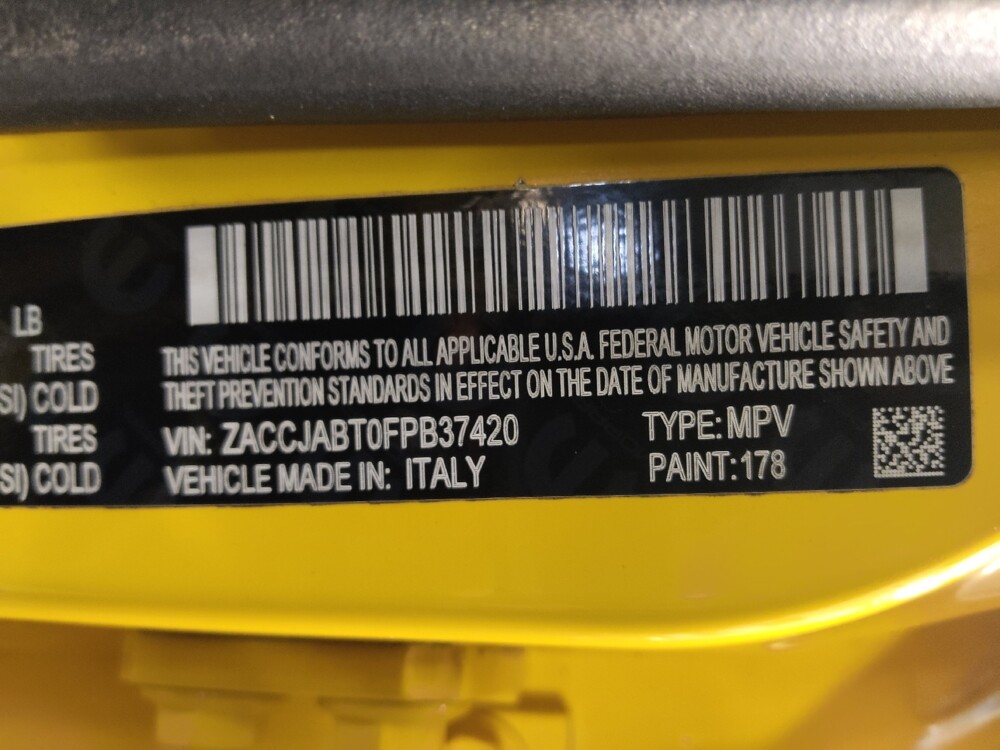 LB
TIRES
SI) COLD
TIRES
SI) COLD
THIS VEHICLE CONFORMS TO ALL APPLICABLE U.S.A. FEDERAL MOTOR VEHICLE SAFETY AND
THEFT PREVENTION STANDARDS IN EFFECT ON THE DATE OF MANUFACTURE SHOWN ABOVE
VIN: ZACCJABT0FPB37420 TYPE: MPV
VEHICLE MADE IN: ITALY PAINT: 178